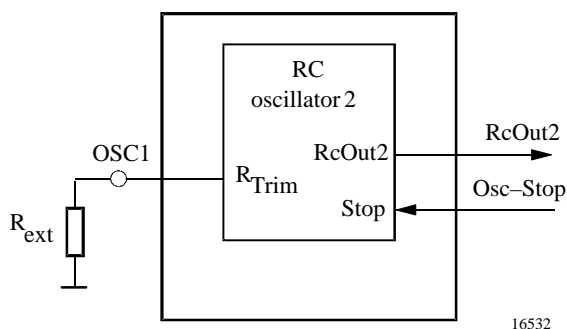 RC
oscillator 2
RcOut2
RcOut2
OSC1
RTrim
Osc–Stop
Stop
Rext
16532